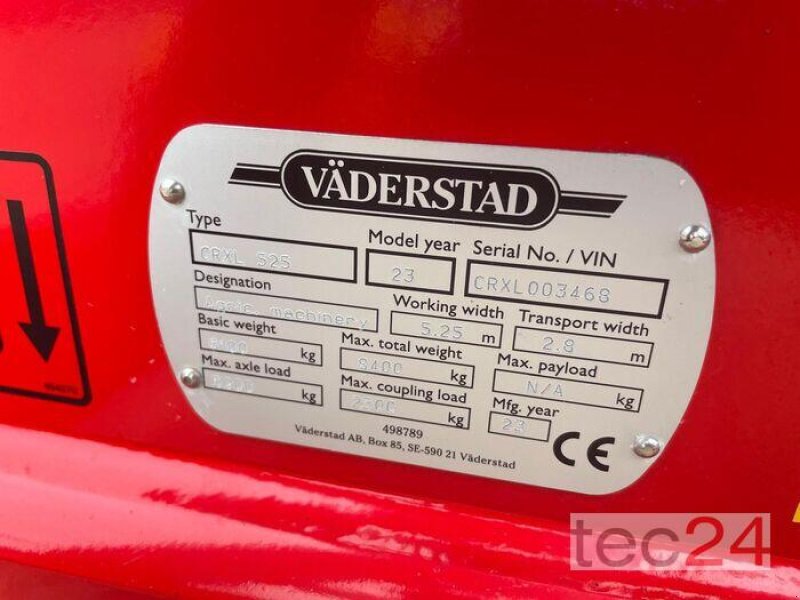 VÄDERSTAD
Type
Model year
Serial No. / VIN
CRXL 525
23
CRXL003468
Designation
Working width
Transport width
Agric. machinery
5.25 m
2.8 m
Basic weight
Max. total weight
Max. payload
kg
8400 kg
N/A kg
Max. axle load
Max. coupling load
Mfg. year
kg
kg
23
CE
498789
Väderstad AB, Box 85, SE-590 21 Väderstad
tec24